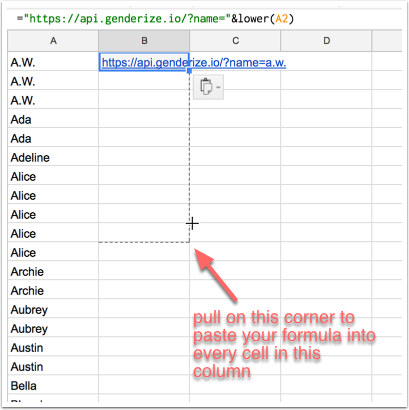 ="https://api.genderize.io/?name="&lower(A2)
A B C D
A.W. https://api.genderize.io/?name=a.w.
A.W.
A.W.
Ada
Ada
Adeline
Alice
Alice
Alice
Alice
Alice
Archie
Archie
Aubrey
Aubrey
Austin
Austin
Bella
pull on this corner to
paste your formula into
every cell in this
column